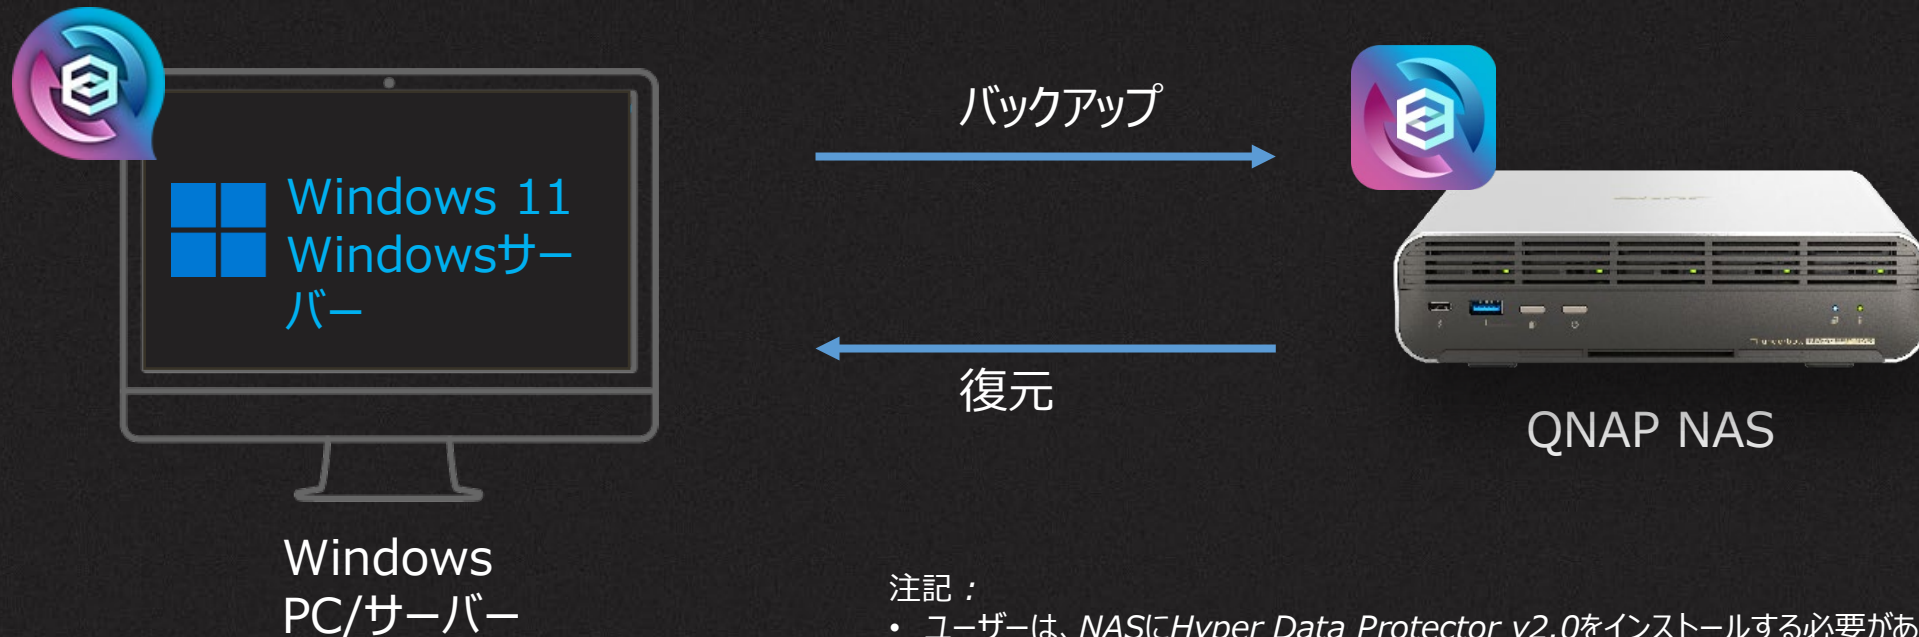 Windows 11
Windowsサー
バー
バックアップ
復元
QNAP NAS
Windows
PC/サーバー
注記：
• ユーザーは、NASにHyper Data Protector v2.0をインストールする必要があ